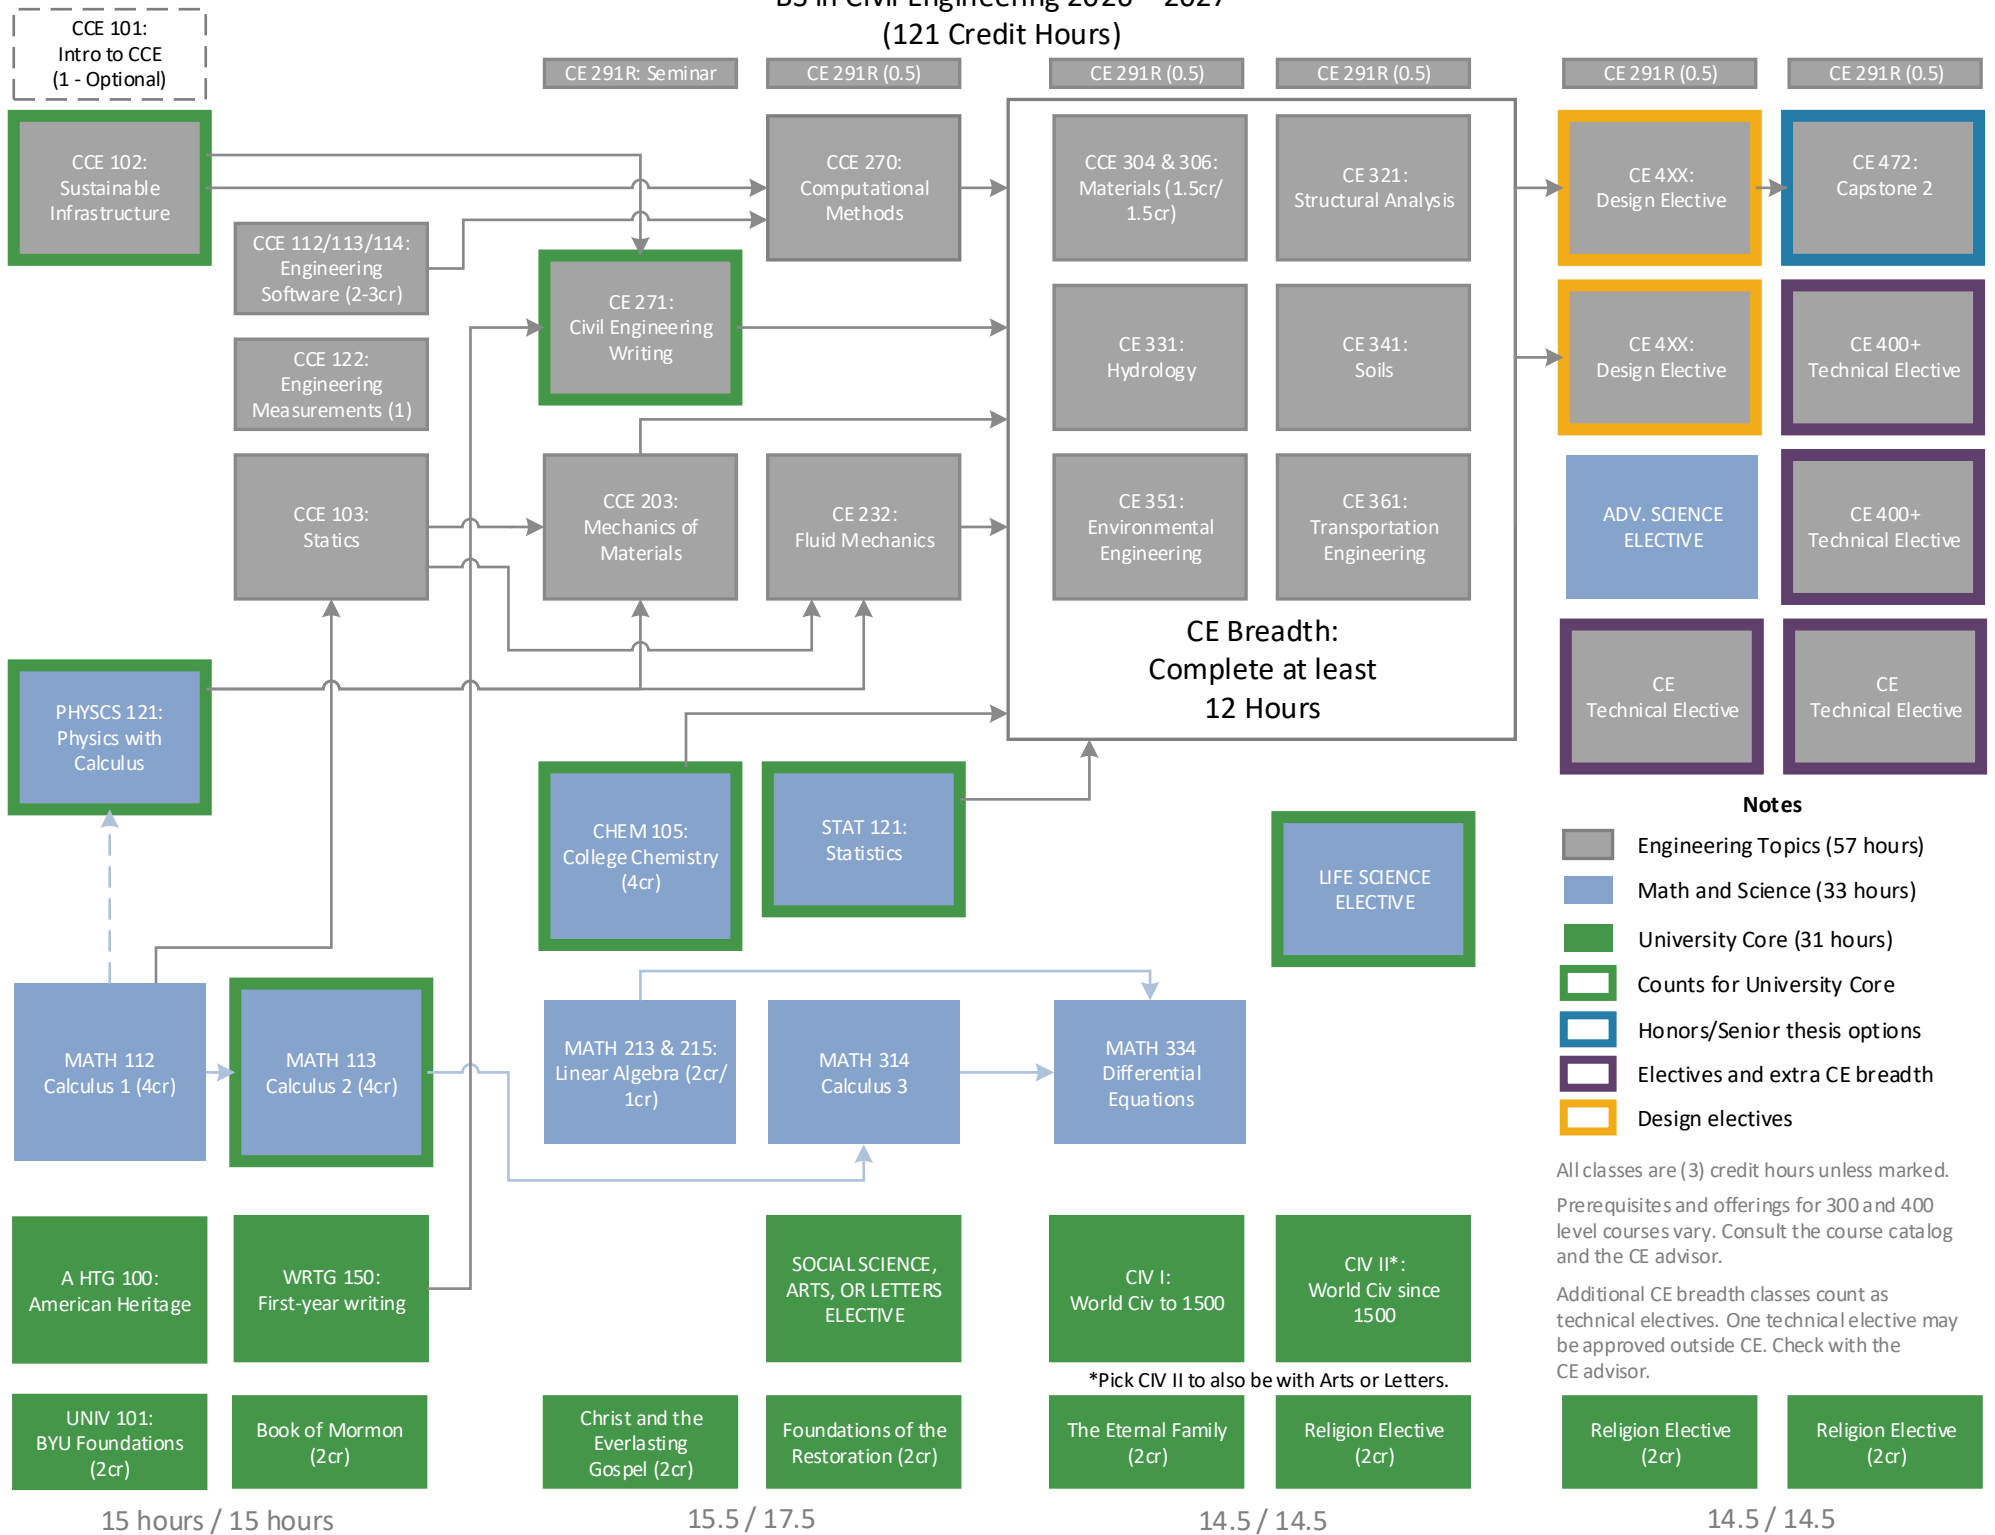 BS in Civil Engineering 2026 – 2027
(121 Credit Hours)
CCE 101:
Intro to CCE
(1 - Optional)
CE 291R: Seminar
CE 291R (0.5)
CE 291R (0.5)
CE 291R (0.5)
CE 291R (0.5)
CE 291R (0.5)
CCE 102:
Sustainable
Infrastructure
CCE 270:
Computational
Methods
CCE 304 & 306:
Materials (1.5cr/
1.5cr)
CE 321:
Structural Analysis
CE 4XX:
Design Elective
CE 472:
Capstone 2
CCE 112/113/114:
Engineering
Software (2-3cr)
CE 271:
Civil Engineering
Writing
CCE 122:
Engineering
Measurements (1)
CE 331:
Hydrology
CE 341:
Soils
CE 4XX:
Design Elective
CE 400+
Technical Elective
CCE 103:
Statics
CCE 203:
Mechanics of
Materials
CE 232:
Fluid Mechanics
CE 351:
Environmental
Engineering
CE 361:
Transportation
Engineering
ADV. SCIENCE
ELECTIVE
CE 400+
Technical Elective
CE Breadth:
Complete at least
12 Hours
CE
Technical Elective
CE
Technical Elective
PHYSCS 121:
Physics with
Calculus
CHEM 105:
College Chemistry
(4cr)
STAT 121:
Statistics
LIFE SCIENCE
ELECTIVE
MATH 112
Calculus 1 (4cr)
MATH 113
Calculus 2 (4cr)
MATH 213 & 215:
Linear Algebra (2cr/
1cr)
MATH 314
Calculus 3
MATH 334
Differential
Equations
Notes
Engineering Topics (57 hours)
Math and Science (33 hours)
University Core (31 hours)
Counts for University Core
Honors/Senior thesis options
Electives and extra CE breadth
Design electives
All classes are (3) credit hours unless marked.
Prerequisites and offerings for 300 and 400
level courses vary. Consult the course catalog
and the CE advisor.
Additional CE breadth classes count as
technical electives. One technical elective may
be approved outside CE. Check with the
CE advisor.
A HTG 100:
American Heritage
WRTG 150:
First-year writing
SOCIAL SCIENCE,
ARTS, OR LETTERS
ELECTIVE
CIV I:
World Civ to 1500
CIV II*:
World Civ since
1500
*Pick CIV II to also be with Arts or Letters.
UNIV 101:
BYU Foundations
(2cr)
Book of Mormon
(2cr)
Christ and the
Everlasting
Gospel (2cr)
Foundations of the
Restoration (2cr)
The Eternal Family
(2cr)
Religion Elective
(2cr)
Religion Elective
(2cr)
Religion Elective
(2cr)
15 hours / 15 hours
15.5 / 17.5
14.5 / 14.5
14.5 / 14.5